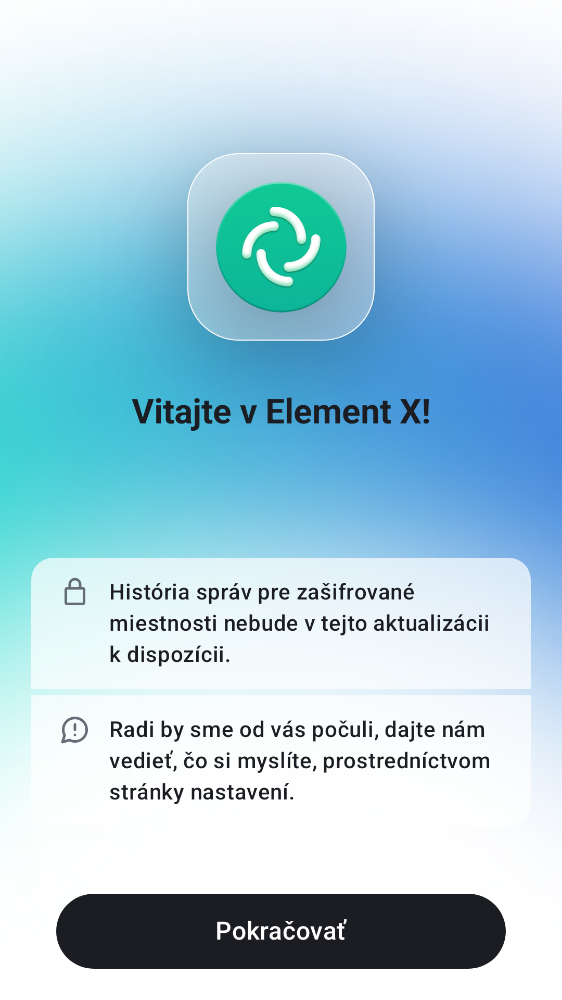 Vitajte v Element X!
História správ pre zašifrované
miestnosti nebude v tejto aktualizácii
k dispozícii.
Radi by sme od vás počuli, dajte nám
vedieť, čo si myslíte, prostredníctvom
stránky nastavení.
Pokračovať